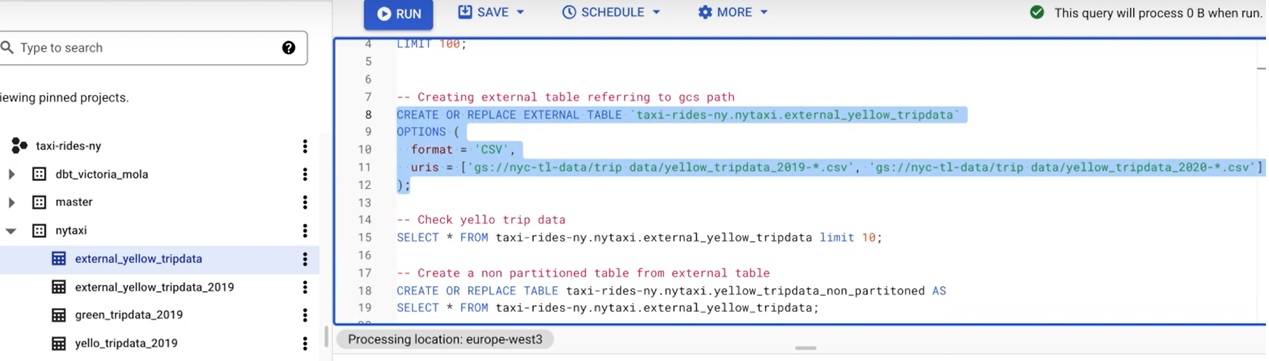 RUN SAVE SCHEDULE MORE This query will process 0 B when run.
Type to search ?
iewing pinned projects.
taxi-rides-ny
dbt_victoria_mola
master
nytaxi
external_yellow_tripdata
external_yellow_tripdata_2019
green_tripdata_2019
yello_tripdata_2019
4 LIMIT 100;
5
6
7 -- Creating external table referring to gcs path
8 CREATE OR REPLACE EXTERNAL TABLE `taxi-rides-ny.nytaxi.external_yellow_tripdata`
9 OPTIONS (
10 format = 'CSV',
11 uris = ['gs://nyc-tl-data/trip data/yellow_tripdata_2019-*.csv', 'gs://nyc-tl-data/trip data/yellow_tripdata_2020-*.csv']
12 );
13
14 -- Check yello trip data
15 SELECT * FROM taxi-rides-ny.nytaxi.external_yellow_tripdata limit 10;
16
17 -- Create a non partitioned table from external table
18 CREATE OR REPLACE TABLE taxi-rides-ny.nytaxi.yellow_tripdata_non_partitoned AS
19 SELECT * FROM taxi-rides-ny.nytaxi.external_yellow_tripdata;
Processing location: europe-west3